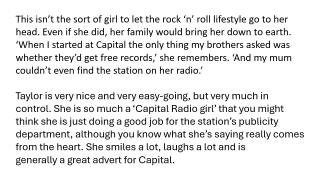 This isn’t the sort of girl to let the rock ‘n’ roll lifestyle go to her
head. Even if she did, her family would bring her down to earth.
‘When I started at Capital the only thing my brothers asked was
whether they’d get free records,’ she remembers. ‘And my mum
couldn’t even find the station on her radio.’
Taylor is very nice and very easy-going, but very much in
control. She is so much a ‘Capital Radio girl’ that you might
think she is just doing a good job for the station’s publicity
department, although you know what she’s saying really comes
from the heart. She smiles a lot, laughs a lot and is
generally a great advert for Capital.